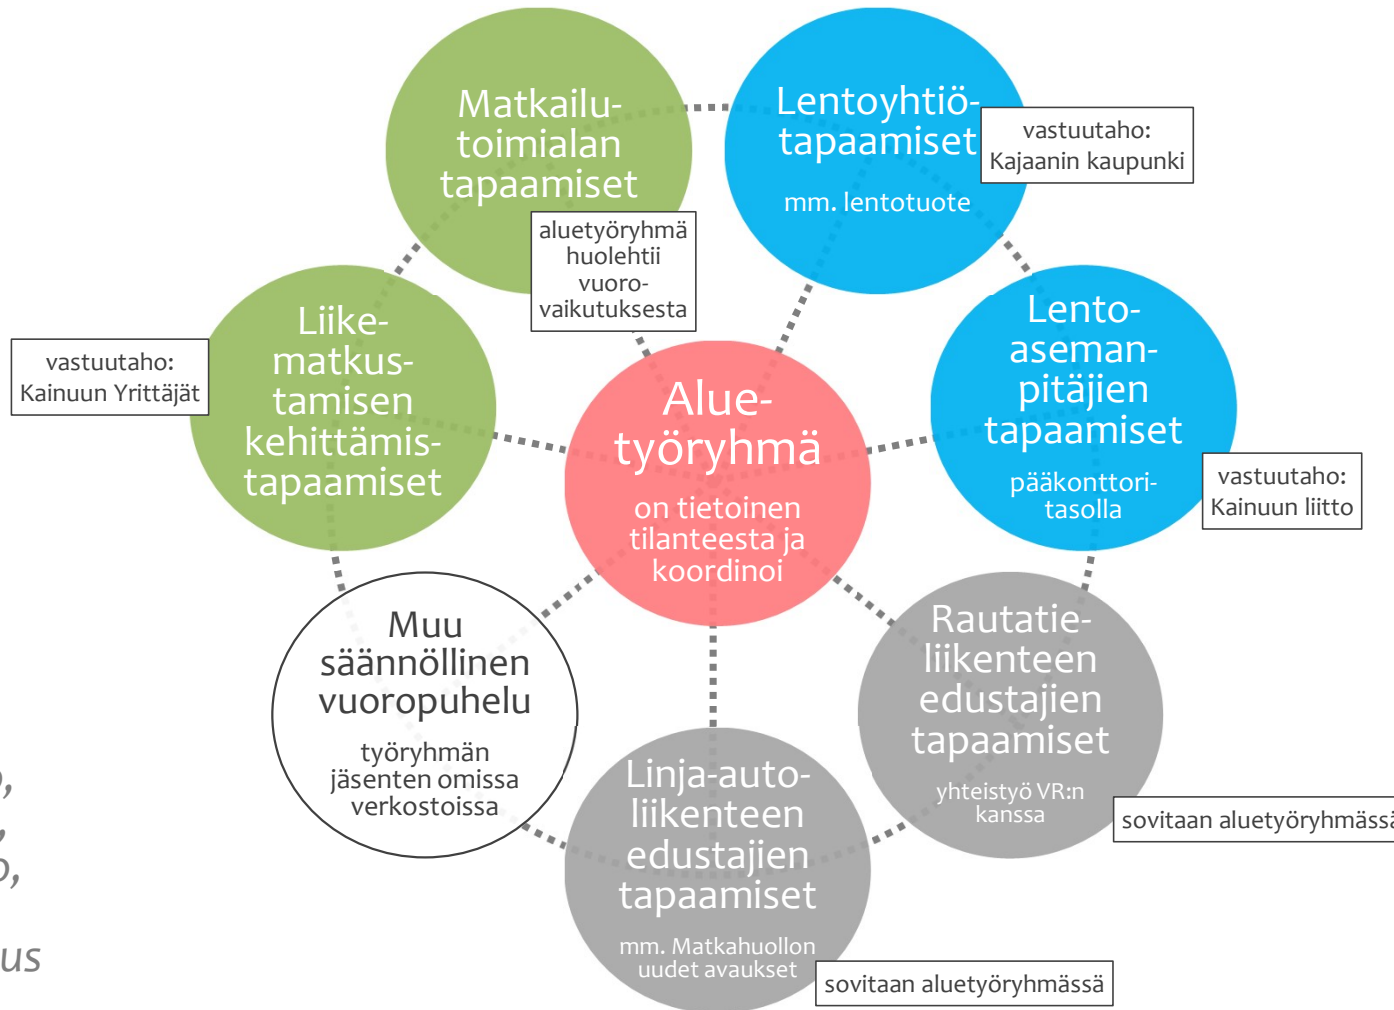 Matkailu-
toimialan
tapaamiset
aluetyöryhmä
huolehtii
vuoro-
vaikutuksesta
Lentoyhtiö-
tapaamiset
mm. lentotuote
vastuutaho:
Kajaanin kaupunki
Liike-
matkus-
tamisen
kehittämis-
tapaamiset
vastuutaho:
Kainuun Yrittäjät
Alue-
työryhmä
on tietoinen
tilanteesta ja
koordinoi
Lento-
aseman-
pitäjien
tapaamiset
pääkonttori-
tasolla
vastuutaho:
Kainuun liitto
Muu
säännöllinen
vuoropuhelu
työryhmän
jäsenten omissa
verkostoissa
Linja-auto-
liikenteen
edustajien
tapaamiset
mm. Matkahuollon
uudet avaukset
sovitaan aluetyöryhmässä
Rautatie-
liikenteen
edustajien
tapaamiset
yhteistyö VR:n
kanssa
sovitaan aluetyöryhmässä